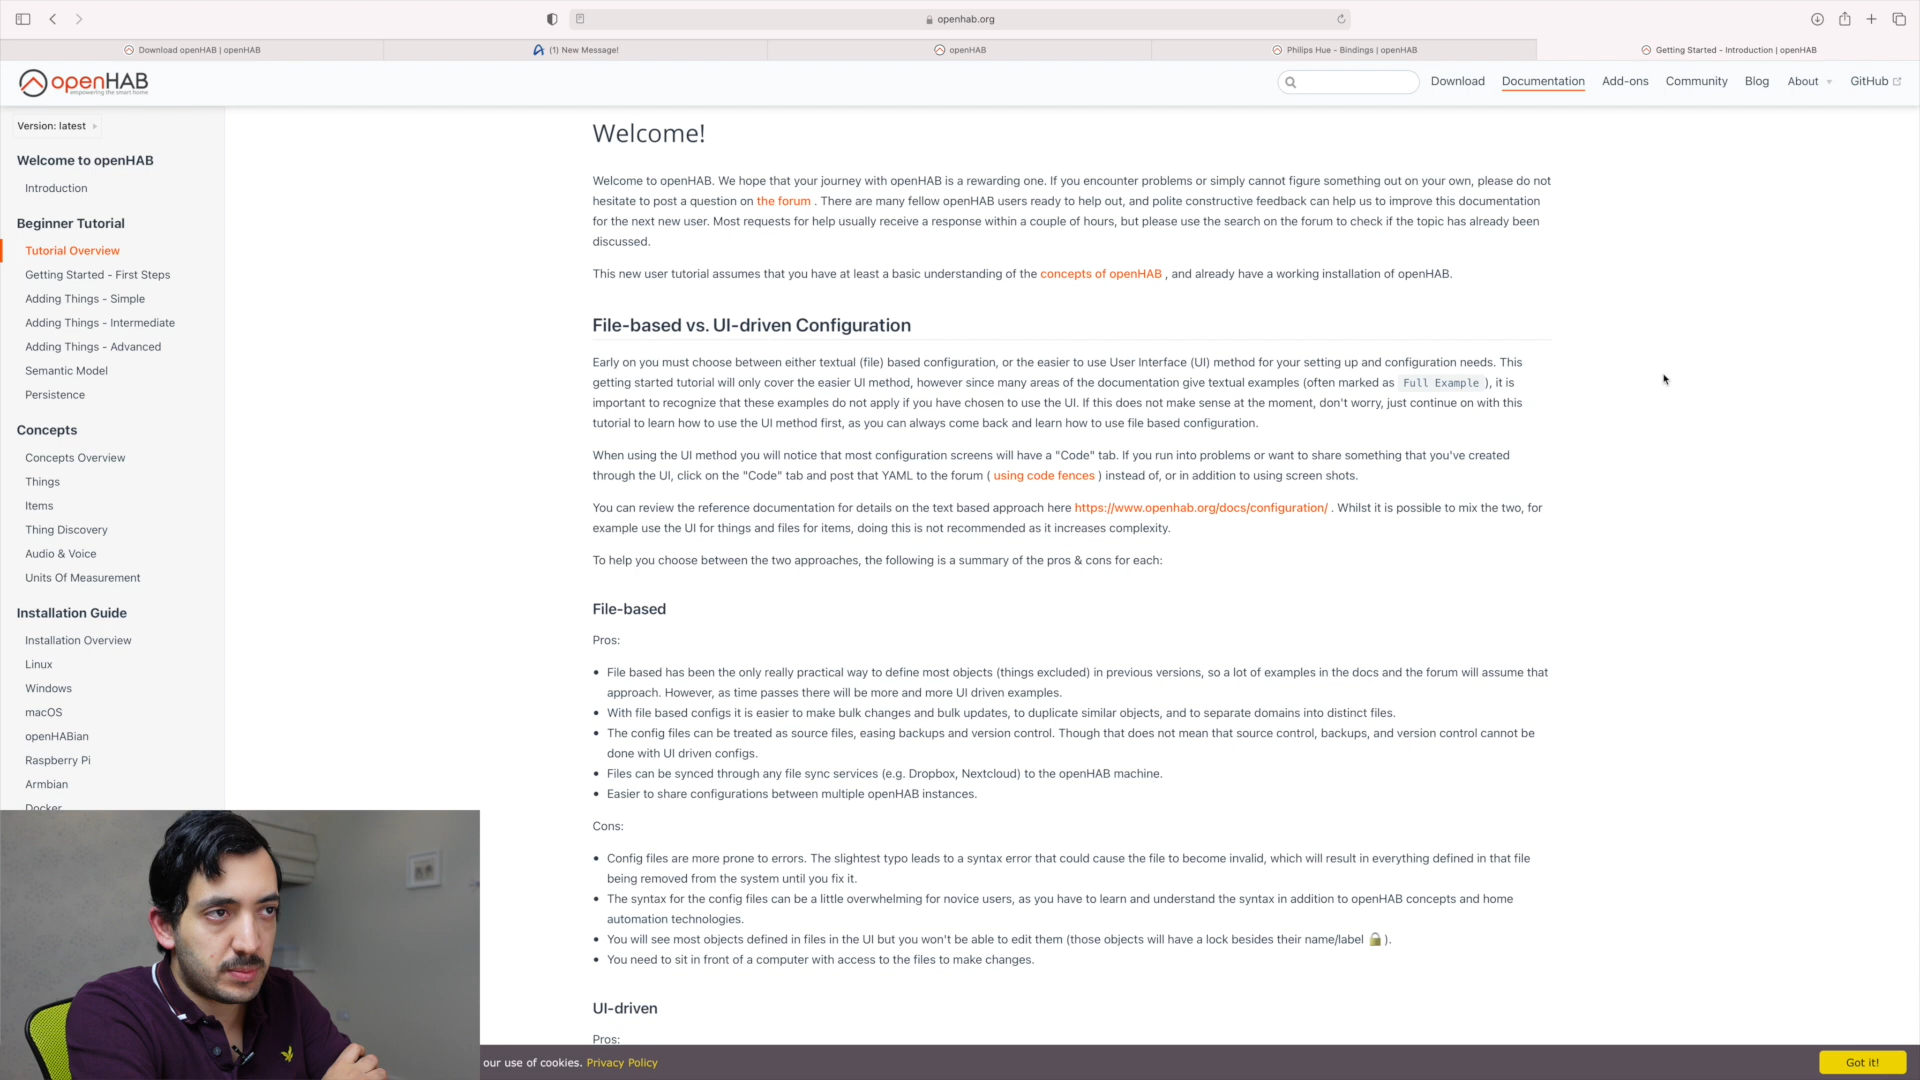 openhab.org
Download openHAB | openHAB
(1) New Message!
openHAB
Philips Hue - Bindings | openHAB
Getting Started - Introduction | openHAB
openHAB
empowering the smart home
Download
Documentation
Add-ons
Community
Blog
About
GitHub
Version: latest
Welcome to openHAB
Introduction
Beginner Tutorial
Tutorial Overview
Getting Started - First Steps
Adding Things - Simple
Adding Things - Intermediate
Adding Things - Advanced
Semantic Model
Persistence
Concepts
Concepts Overview
Things
Items
Thing Discovery
Audio & Voice
Units Of Measurement
Installation Guide
Installation Overview
Linux
Windows
macOS
openHABian
Raspberry Pi
Armbian
Docker
Welcome!
Welcome to openHAB. We hope that your journey with openHAB is a rewarding one. If you encounter problems or simply cannot figure something out on your own, please do not
hesitate to post a question on the forum . There are many fellow openHAB users ready to help out, and polite constructive feedback can help us to improve this documentation
for the next new user. Most requests for help usually receive a response within a couple of hours, but please use the search on the forum to check if the topic has already been
discussed.
This new user tutorial assumes that you have at least a basic understanding of the concepts of openHAB , and already have a working installation of openHAB.
File-based vs. UI-driven Configuration
Early on you must choose between either textual (file) based configuration, or the easier to use User Interface (UI) method for your setting up and configuration needs. This
getting started tutorial will only cover the easier UI method, however since many areas of the documentation give textual examples (often marked as Full Example ), it is
important to recognize that these examples do not apply if you have chosen to use the UI. If this does not make sense at the moment, don't worry, just continue on with this
tutorial to learn how to use the UI method first, as you can always come back and learn how to use file based configuration.
When using the UI method you will notice that most configuration screens will have a "Code" tab. If you run into problems or want to share something that you've created
through the UI, click on the "Code" tab and post that YAML to the forum ( using code fences ) instead of, or in addition to using screen shots.
You can review the reference documentation for details on the text based approach here https://www.openhab.org/docs/configuration/ . Whilst it is possible to mix the two, for
example use the UI for things and files for items, doing this is not recommended as it increases complexity.
To help you choose between the two approaches, the following is a summary of the pros & cons for each:
File-based
Pros:
• File based has been the only really practical way to define most objects (things excluded) in previous versions, so a lot of examples in the docs and the forum will assume that
approach. However, as time passes there will be more and more UI driven examples.
• With file based configs it is easier to make bulk changes and bulk updates, to duplicate similar objects, and to separate domains into distinct files.
• The config files can be treated as source files, easing backups and version control. Though that does not mean that source control, backups, and version control cannot be
done with UI driven configs.
• Files can be synced through any file sync services (e.g. Dropbox, Nextcloud) to the openHAB machine.
• Easier to share configurations between multiple openHAB instances.
Cons:
• Config files are more prone to errors. The slightest typo leads to a syntax error that could cause the file to become invalid, which will result in everything defined in that file
being removed from the system until you fix it.
• The syntax for the config files can be a little overwhelming for novice users, as you have to learn and understand the syntax in addition to openHAB concepts and home
automation technologies.
• You will see most objects defined in files in the UI but you won't be able to edit them (those objects will have a lock besides their name/label 🔒 ).
• You need to sit in front of a computer with access to the files to make changes.
UI-driven
Pros:
our use of cookies. Privacy Policy
Got it!